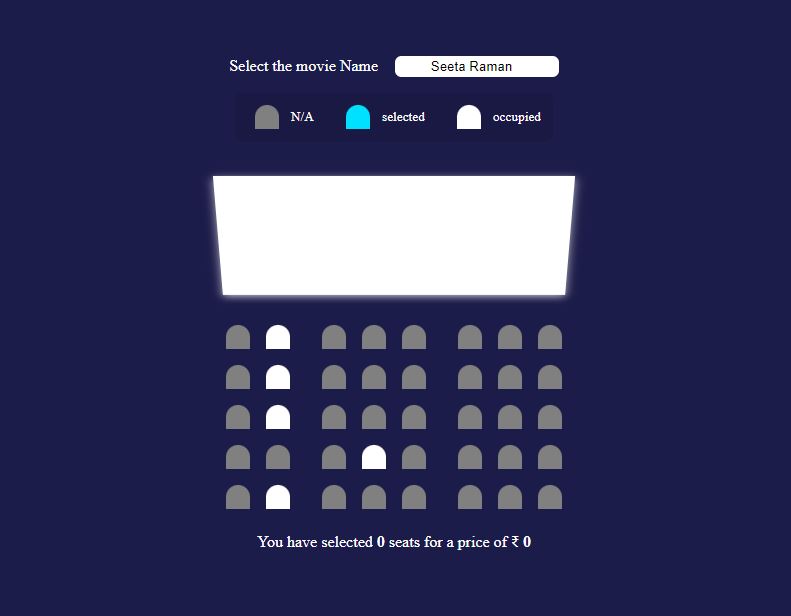 Select the movie Name Seeta Raman
N/A selected occupied
You have selected 0 seats for a price of ₹ 0